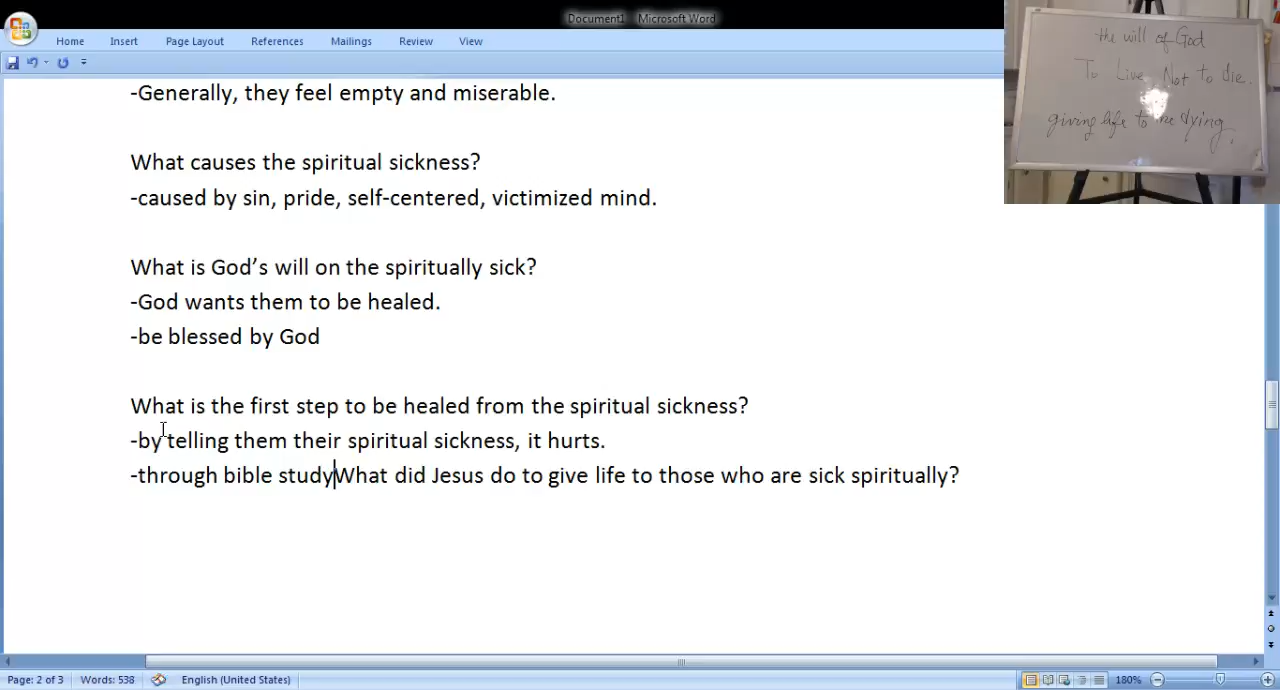 Document1 - Microsoft Word
Home Insert Page Layout References Mailings Review View
-Generally, they feel empty and miserable.
What causes the spiritual sickness?
-caused by sin, pride, self-centered, victimized mind.
What is God’s will on the spiritually sick?
-God wants them to be healed.
-be blessed by God
What is the first step to be healed from the spiritual sickness?
-by telling them their spiritual sickness, it hurts.
-through bible studyWhat did Jesus do to give life to those who are sick spiritually?
Page: 2 of 3 Words: 538 English (United States) 180%
the will of God
To Live Not to die.
giving life to the dying.